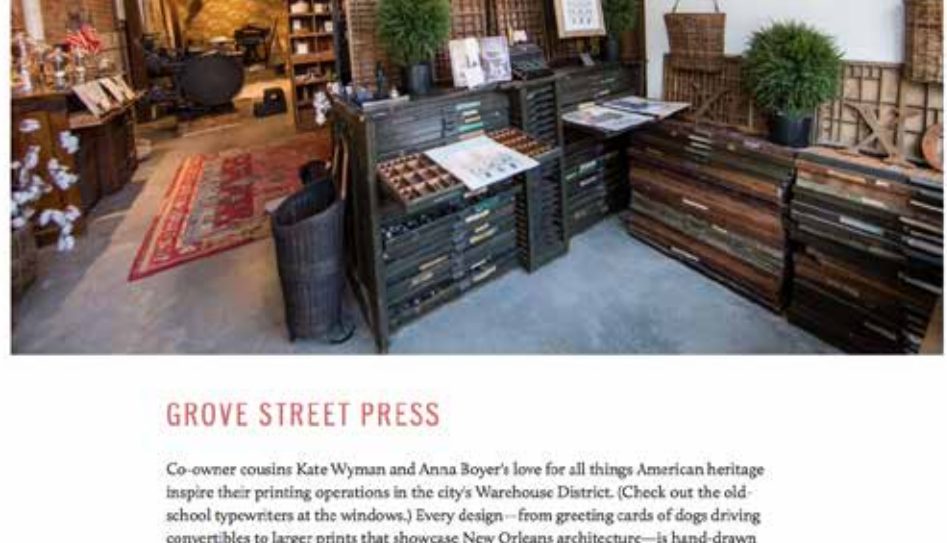 GROVE STREET PRESS
Co-owner cousins Kate Wyman and Anna Boyer's love for all things American heritage
inspire their printing operations in the city's Warehouse District. (Check out the old-
school typewriters at the windows.) Every design—from greeting cards of dogs driving
convertibles to larger prints that showcase New Orleans architecture—is hand-drawn